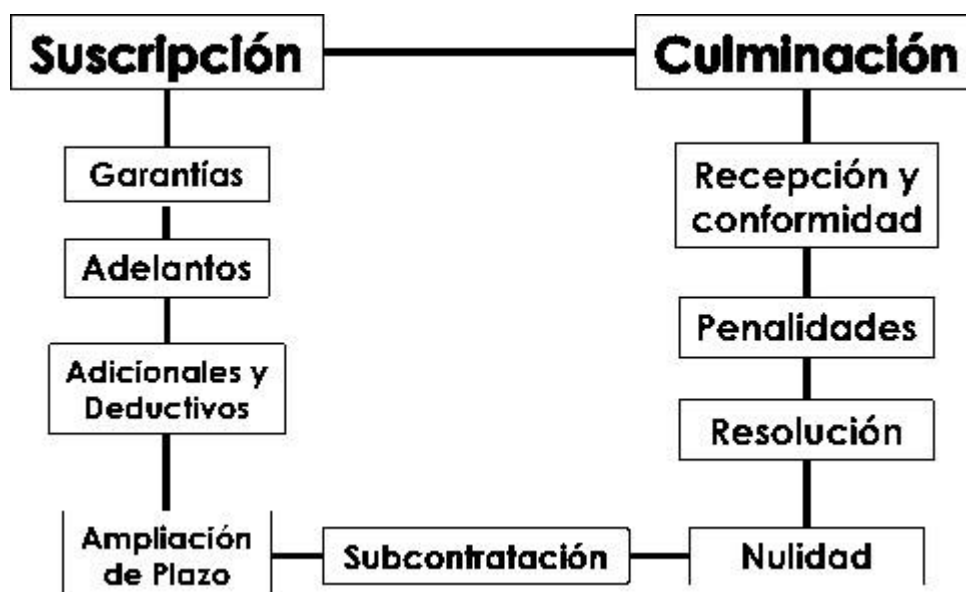 Suscripción
Culminación
Garantías
Adelantos
Adicionales y
Deductivos
Ampliación
de Plazo
Subcontratación
Nulidad
Resolución
Penalidades
Recepción y
conformidad